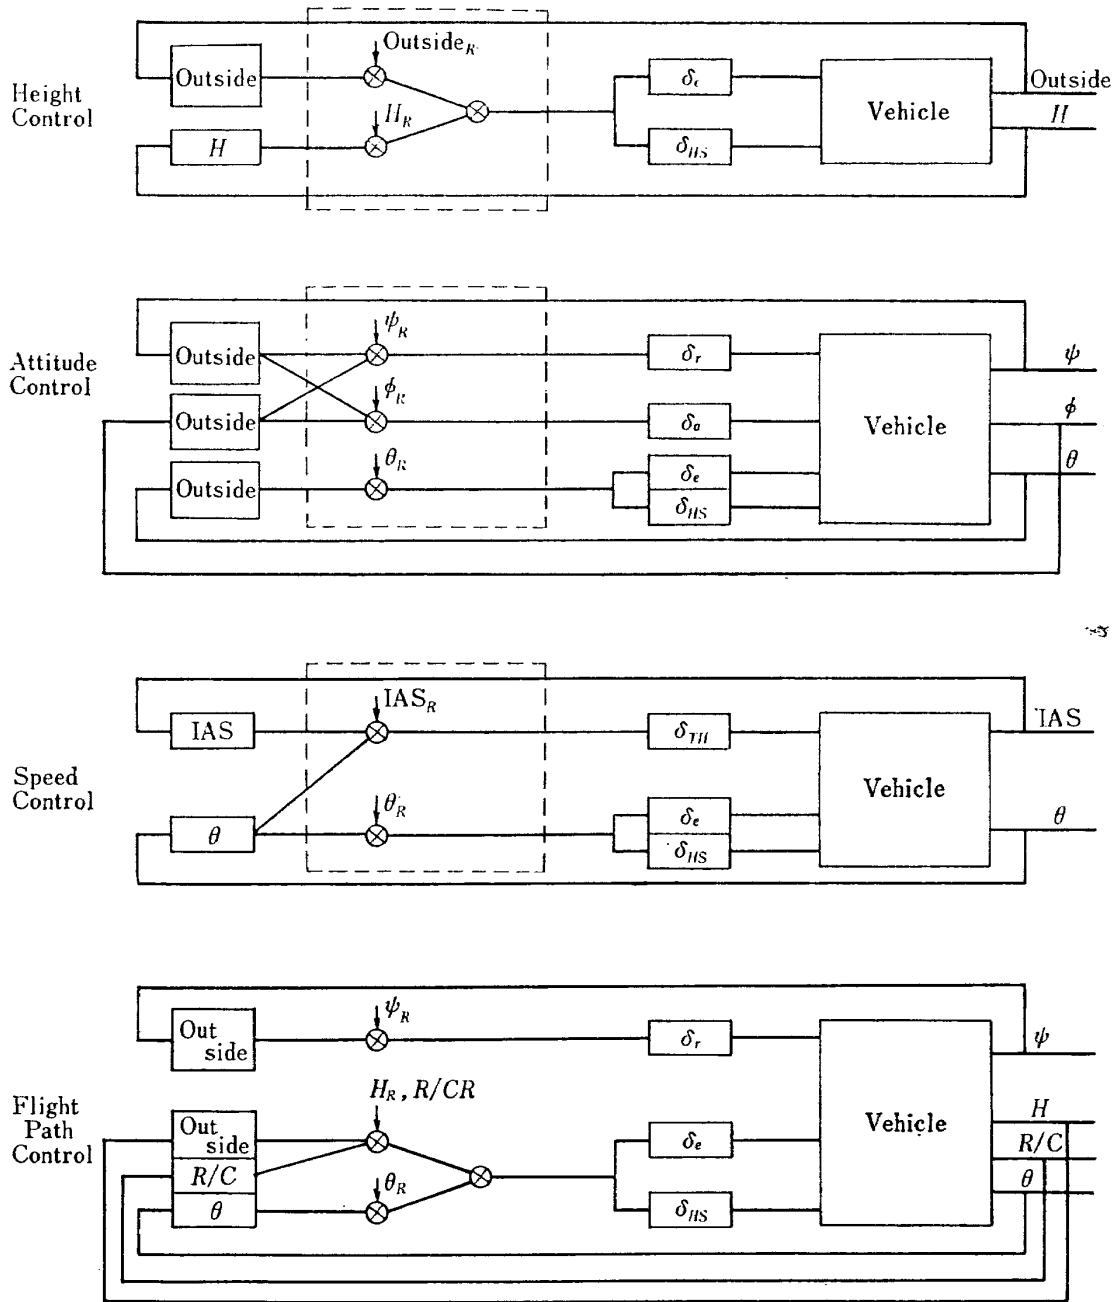 Height
Control
Outside
H
Outside_R
H_R
δ_e
δ_HS
Vehicle
Outside
H
Attitude
Control
Outside
Outside
Outside
ψ_R
ϕ_R
θ_R
δ_r
δ_a
δ_e
δ_HS
Vehicle
ψ
ϕ
θ
Speed
Control
IAS
θ
IAS_R
θ_R
δ_TH
δ_e
δ_HS
Vehicle
IAS
θ
Flight
Path
Control
Out
side
Out
side
R/C
θ
ψ_R
H_R, R/CR
θ_R
δ_r
δ_e
δ_HS
Vehicle
ψ
H
R/C
θ